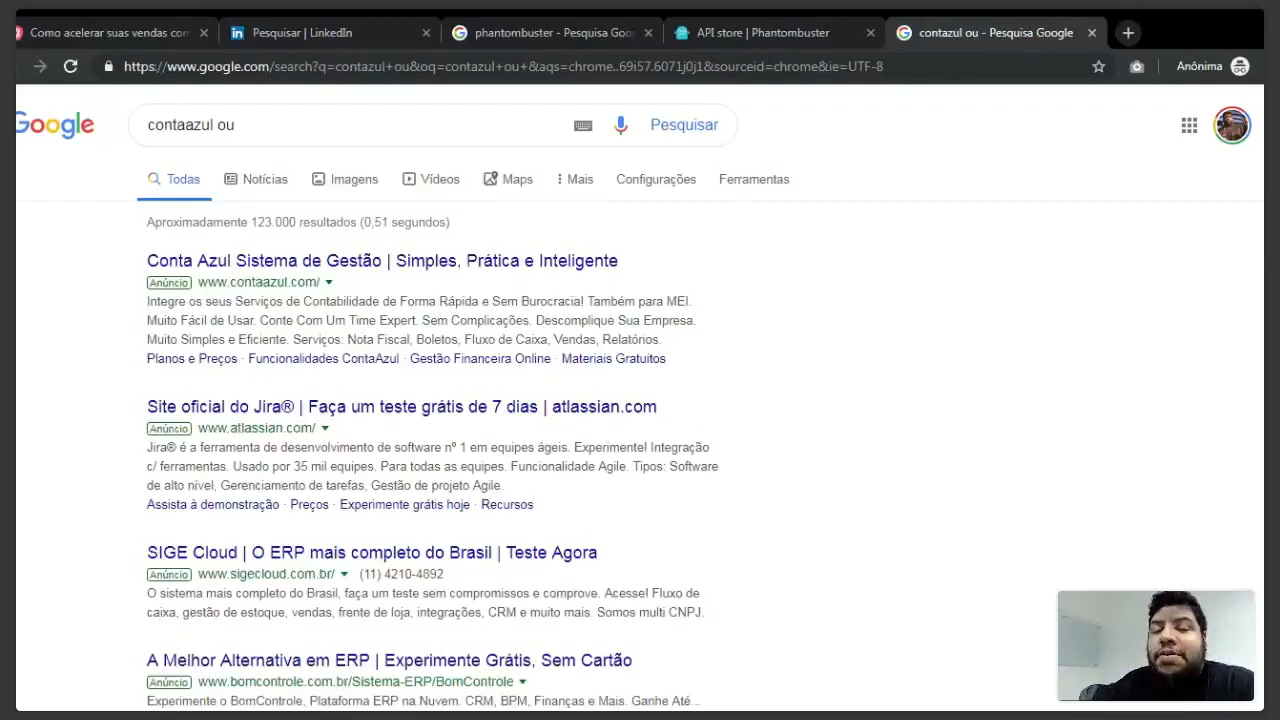 Como acelerar suas vendas con
Pesquisar | LinkedIn
phantombuster - Pesquisa Goo
API store | Phantombuster
contazul ou - Pesquisa Google
https://www.google.com/search?q=contazul+ou&oq=contazul+ou+&aqs=chrome..69i57.6071j0j1&sourceid=chrome&ie=UTF-8
Anônima
Google
contaazul ou
Pesquisar
Todas
Notícias
Imagens
Vídeos
Maps
Mais
Configurações
Ferramentas
Aproximadamente 123.000 resultados (0,51 segundos)
Conta Azul Sistema de Gestão | Simples, Prática e Inteligente
Anúncio www.contaazul.com/
Integre os seus Serviços de Contabilidade de Forma Rápida e Sem Burocracia! Também para MEI.
Muito Fácil de Usar. Conte Com Um Time Expert. Sem Complicações. Descomplique Sua Empresa.
Muito Simples e Eficiente. Serviços: Nota Fiscal, Boletos, Fluxo de Caixa, Vendas, Relatórios.
Planos e Preços · Funcionalidades ContaAzul · Gestão Financeira Online · Materiais Gratuitos
Site oficial do Jira® | Faça um teste grátis de 7 dias | atlassian.com
Anúncio www.atlassian.com/
Jira® é a ferramenta de desenvolvimento de software nº 1 em equipes ágeis. Experimente! Integração
c/ ferramentas. Usado por 35 mil equipes. Para todas as equipes. Funcionalidade Agile. Tipos: Software
de alto nível, Gerenciamento de tarefas, Gestão de projeto Agile.
Assista à demonstração · Preços · Experimente grátis hoje · Recursos
SIGE Cloud | O ERP mais completo do Brasil | Teste Agora
Anúncio www.sigecloud.com.br/ (11) 4210-4892
O sistema mais completo do Brasil, faça um teste sem compromissos e comprove. Acesse! Fluxo de
caixa, gestão de estoque, vendas, frente de loja, integrações, CRM e muito mais. Somos multi CNPJ.
A Melhor Alternativa em ERP | Experimente Grátis, Sem Cartão
Anúncio www.bomcontrole.com.br/Sistema-ERP/BomControle
Experimente o BomControle, Plataforma ERP na Nuvem. CRM, BPM, Finanças e Mais. Ganhe Até...